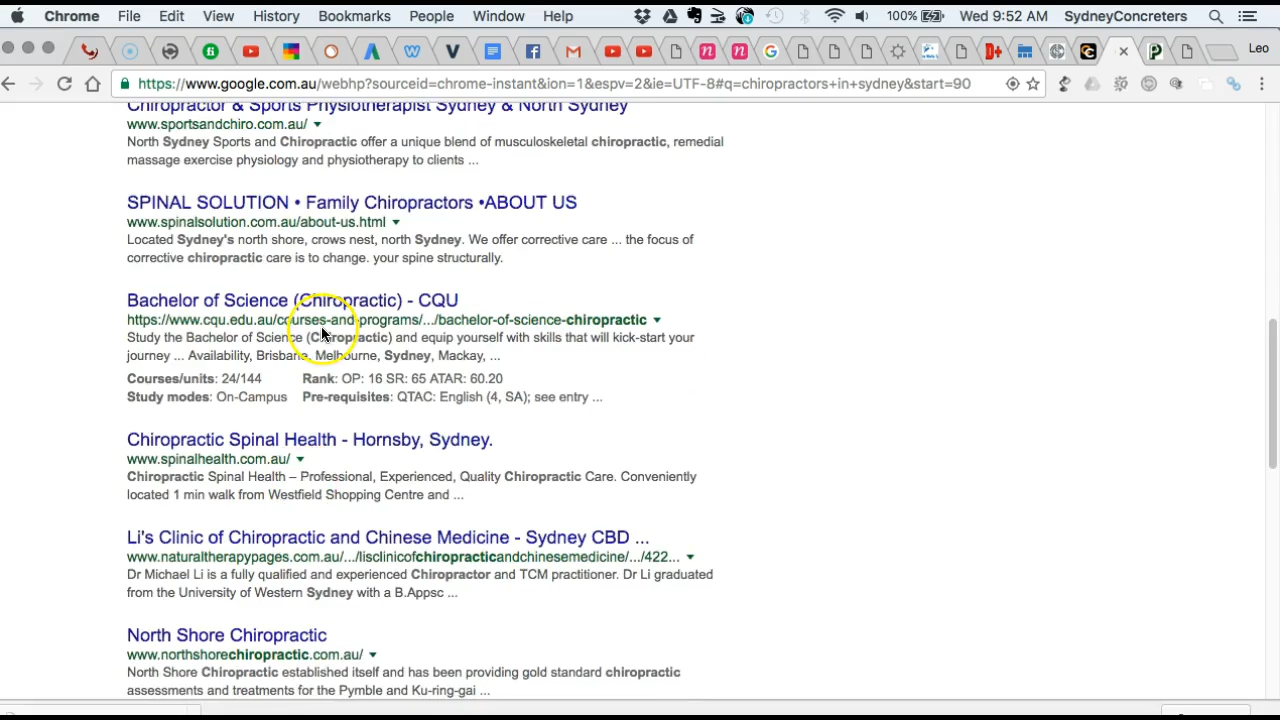 Chrome File Edit View History Bookmarks People Window Help 100% Wed 9:52 AM SydneyConcreters
Leo
https://www.google.com.au/webhp?sourceid=chrome-instant&ion=1&espv=2&ie=UTF-8#q=chiropractors+in+sydney&start=90
Chiropractor & Sports Physiotherapist Sydney & North Sydney
www.sportsandchiro.com.au/
North Sydney Sports and Chiropractic offer a unique blend of musculoskeletal chiropractic, remedial
massage exercise physiology and physiotherapy to clients ...
SPINAL SOLUTION • Family Chiropractors •ABOUT US
www.spinalsolution.com.au/about-us.html
Located Sydney's north shore, crows nest, north Sydney. We offer corrective care ... the focus of
corrective chiropractic care is to change. your spine structurally.
Bachelor of Science (Chiropractic) - CQU
https://www.cqu.edu.au/courses-and-programs/.../bachelor-of-science-chiropractic
Study the Bachelor of Science (Chiropractic) and equip yourself with skills that will kick-start your
journey ... Availability, Brisbane, Melbourne, Sydney, Mackay, ...
Courses/units: 24/144 Rank: OP: 16 SR: 65 ATAR: 60.20
Study modes: On-Campus Pre-requisites: QTAC: English (4, SA); see entry ...
Chiropractic Spinal Health - Hornsby, Sydney.
www.spinalhealth.com.au/
Chiropractic Spinal Health – Professional, Experienced, Quality Chiropractic Care. Conveniently
located 1 min walk from Westfield Shopping Centre and ...
Li's Clinic of Chiropractic and Chinese Medicine - Sydney CBD ...
www.naturaltherapypages.com.au/.../lisclinicofchiropracticandchinesemedicine/.../422...
Dr Michael Li is a fully qualified and experienced Chiropractor and TCM practitioner. Dr Li graduated
from the University of Western Sydney with a B.Appsc ...
North Shore Chiropractic
www.northshorechiropractic.com.au/
North Shore Chiropractic established itself and has been providing gold standard chiropractic
assessments and treatments for the Pymble and Ku-ring-gai ...